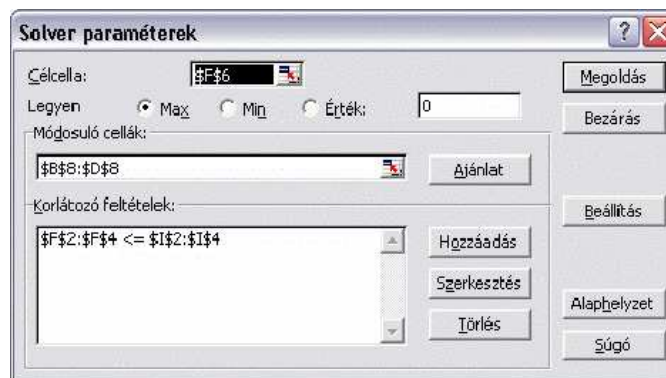 Solver paraméterek
Célcella:
$F$6
Megoldás
Legyen
Max
Min
Érték:
0
Bezárás
Módosuló cellák:
$B$8:$D$8
Ajánlat
Beállítás
Korlátozó feltételek:
$F$2:$F$4 <= $I$2:$I$4
Hozzáadás
Szerkesztés
Törlés
Alaphelyzet
Súgó